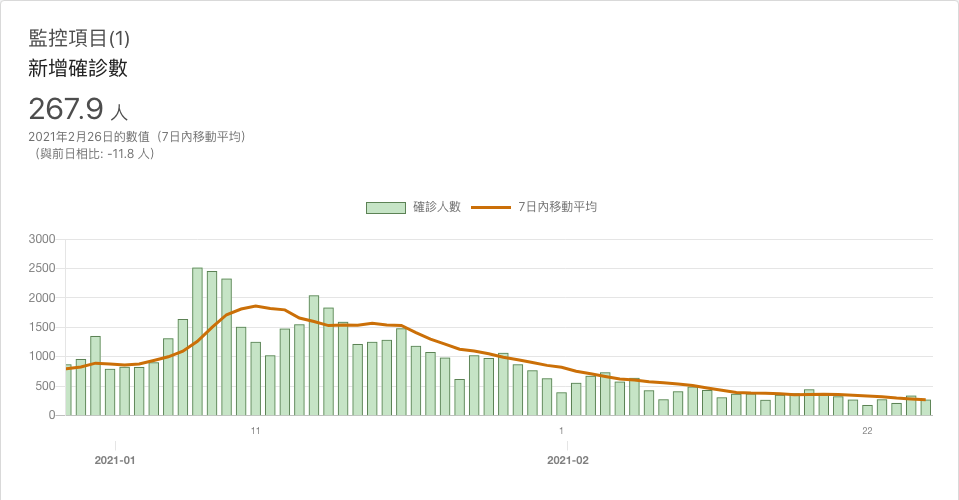 監控項目(1)
新增確診數
267.9 人
2021年2月26日的數值（7日內移動平均）
（與前日相比: -11.8 人）
確診人數 7日內移動平均
3000
2500
2000
1500
1000
500
0
11 1 22
2021-01 2021-02